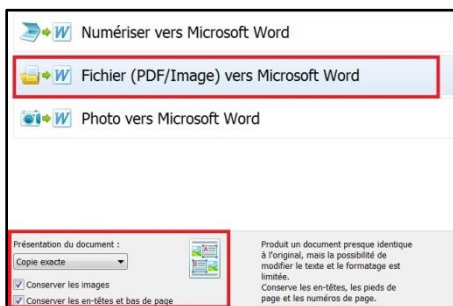 Numériser vers Microsoft Word
Fichier (PDF/Image) vers Microsoft Word
Photo vers Microsoft Word
Présentation du document :
Copie exacte
Conserver les images
Conserver les en-têtes et bas de page
Produit un document presque identique
à l'original, mais la possibilité de
modifier le texte et le formatage est
limitée.
Conserve les en-têtes, les pieds de
page et les numéros de page.